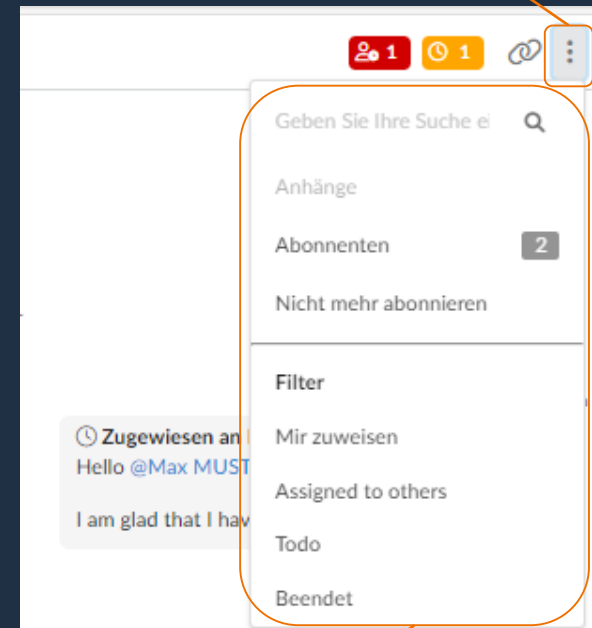 1 1
Geben Sie Ihre Suche ei
Anhänge
Abonnenten 2
Nicht mehr abonnieren
Filter
Zugewiesen an
Mir zuweisen
Hello @Max MUST
Assigned to others
I am glad that I hav
Todo
Beendet